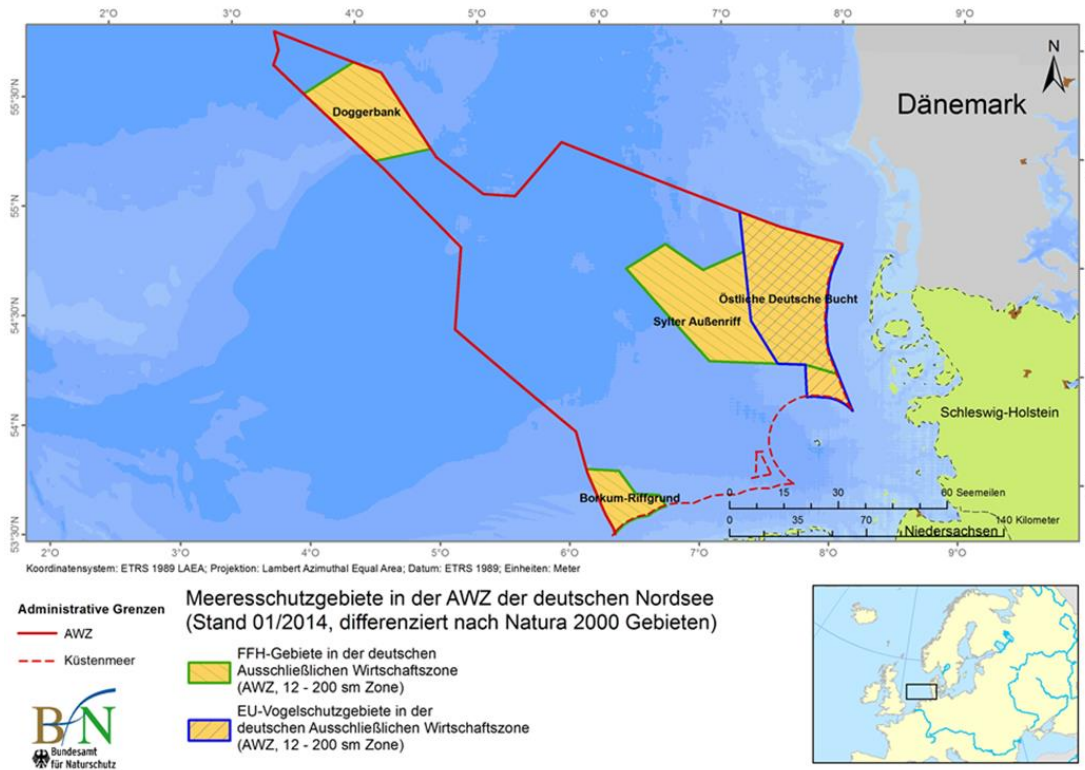 2°O 3°O 4°O 5°O 6°O 7°O 8°O 9°O
N
Dänemark
55°30'N
Doggerbank
55°N
Östliche Deutsche Bucht
54°30'N
Sylter Außenriff
Schleswig-Holstein
54°N
Borkum-Riffgrund
0 15 30 60 Seemeilen
0 35 70 140 Kilometer
Niedersachsen
53°30'N
2°O 3°O 4°O 5°O 6°O 7°O 8°O 9°O
Koordinatensystem: ETRS 1989 LAEA; Projektion: Lambert Azimuthal Equal Area; Datum: ETRS 1989; Einheiten: Meter
Administrative Grenzen
AWZ
Küstenmeer
BfN
Bundesamt
für Naturschutz
Meeresschutzgebiete in der AWZ der deutschen Nordsee
(Stand 01/2014, differenziert nach Natura 2000 Gebieten)
FFH-Gebiete in der deutschen
Ausschließlichen Wirtschaftszone
(AWZ, 12 - 200 sm Zone)
EU-Vogelschutzgebiete in der
deutschen Ausschließlichen Wirtschaftszone
(AWZ, 12 - 200 sm Zone)